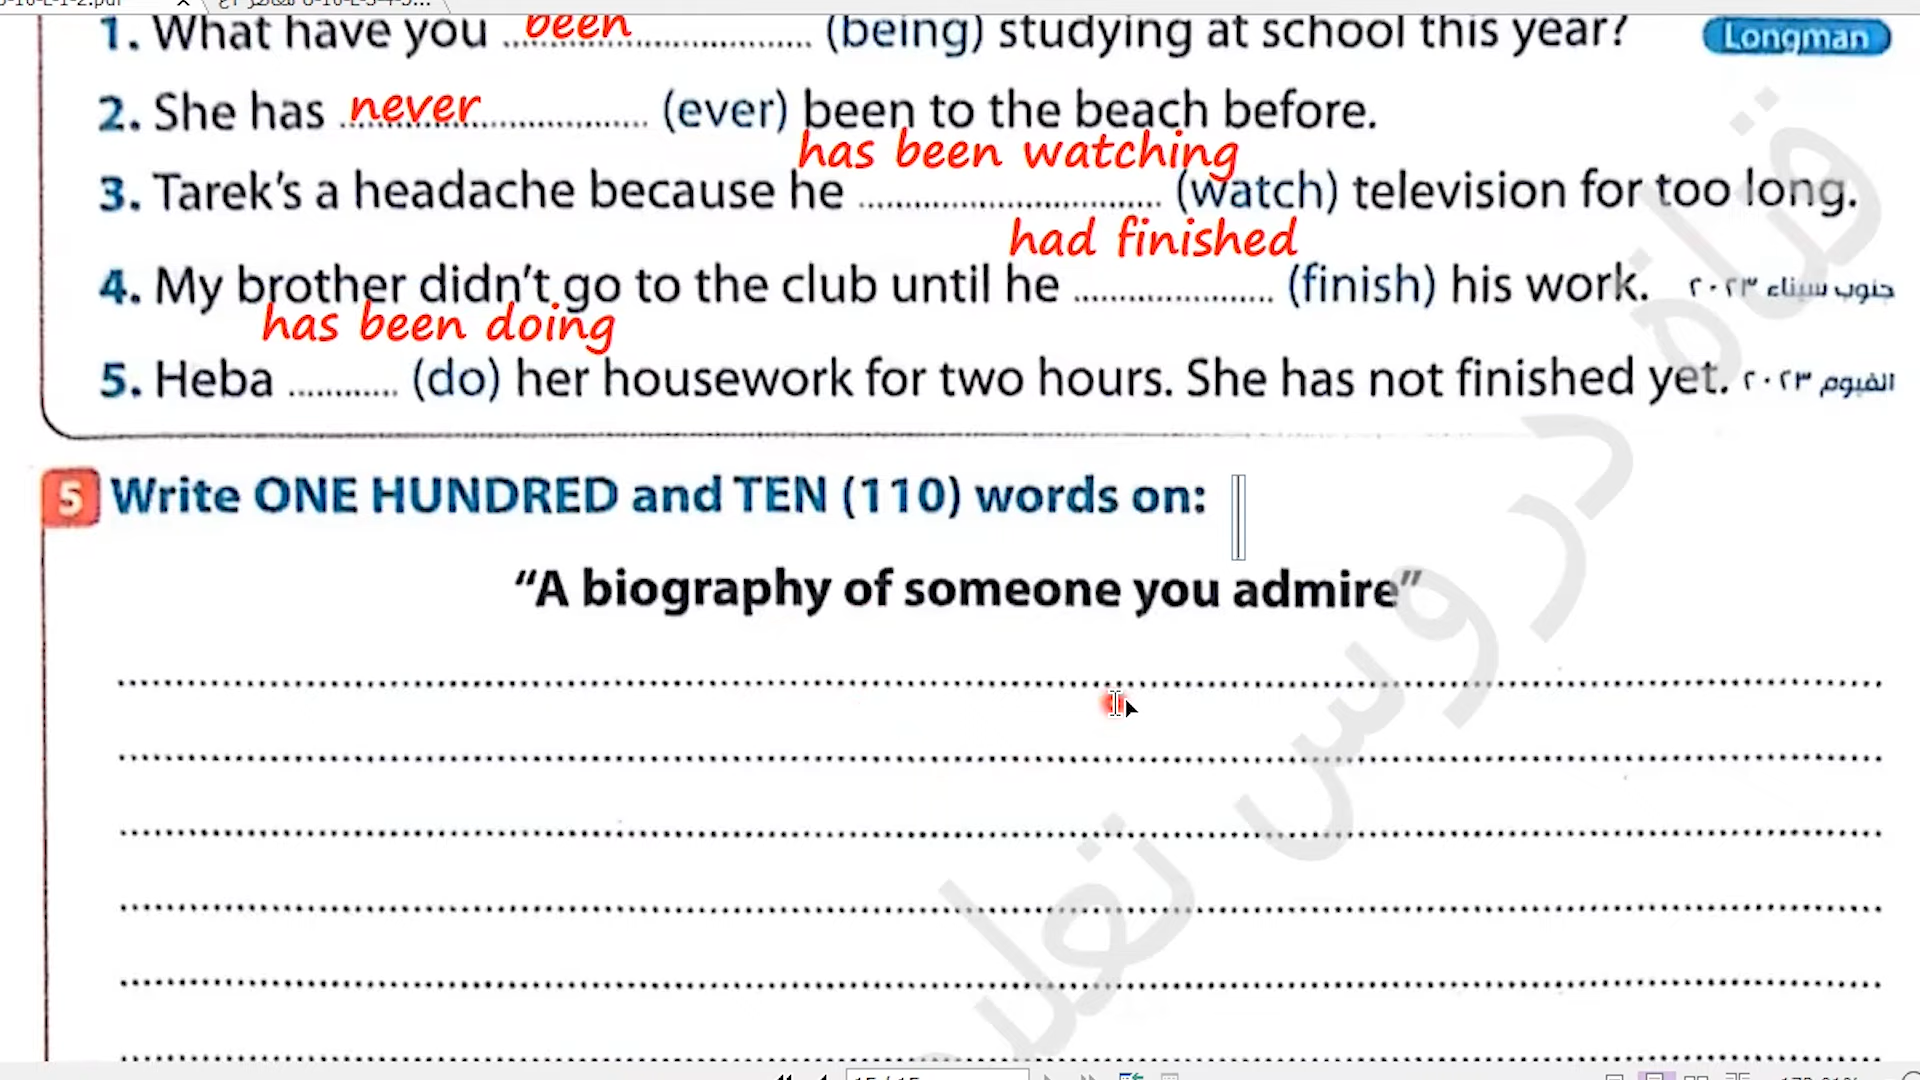 1. What have you been (being) studying at school this year? Longman
2. She has never (ever) been to the beach before.
has been watching
3. Tarek's a headache because he (watch) television for too long.
had finished
4. My brother didn't go to the club until he (finish) his work. جنوب سيناء ٢٠٢٣
has been doing
5. Heba (do) her housework for two hours. She has not finished yet. الفيوم ٢٠٢٣
5 Write ONE HUNDRED and TEN (110) words on:
"A biography of someone you admire"
قناة دروس